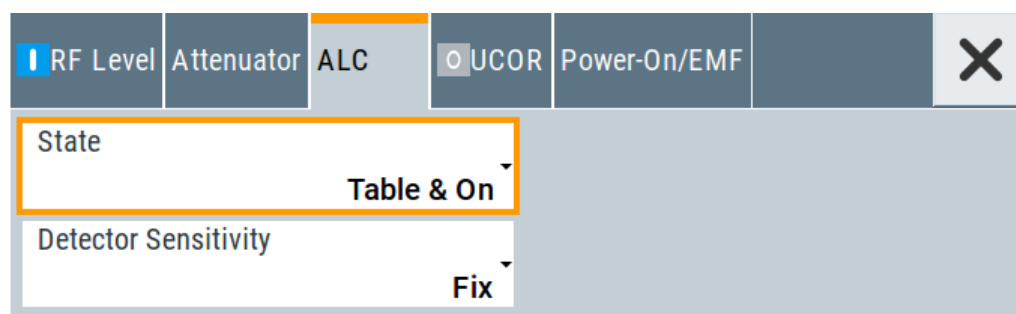 I RF Level Attenuator ALC O UCOR Power-On/EMF
State
Table & On
Detector Sensitivity
Fix